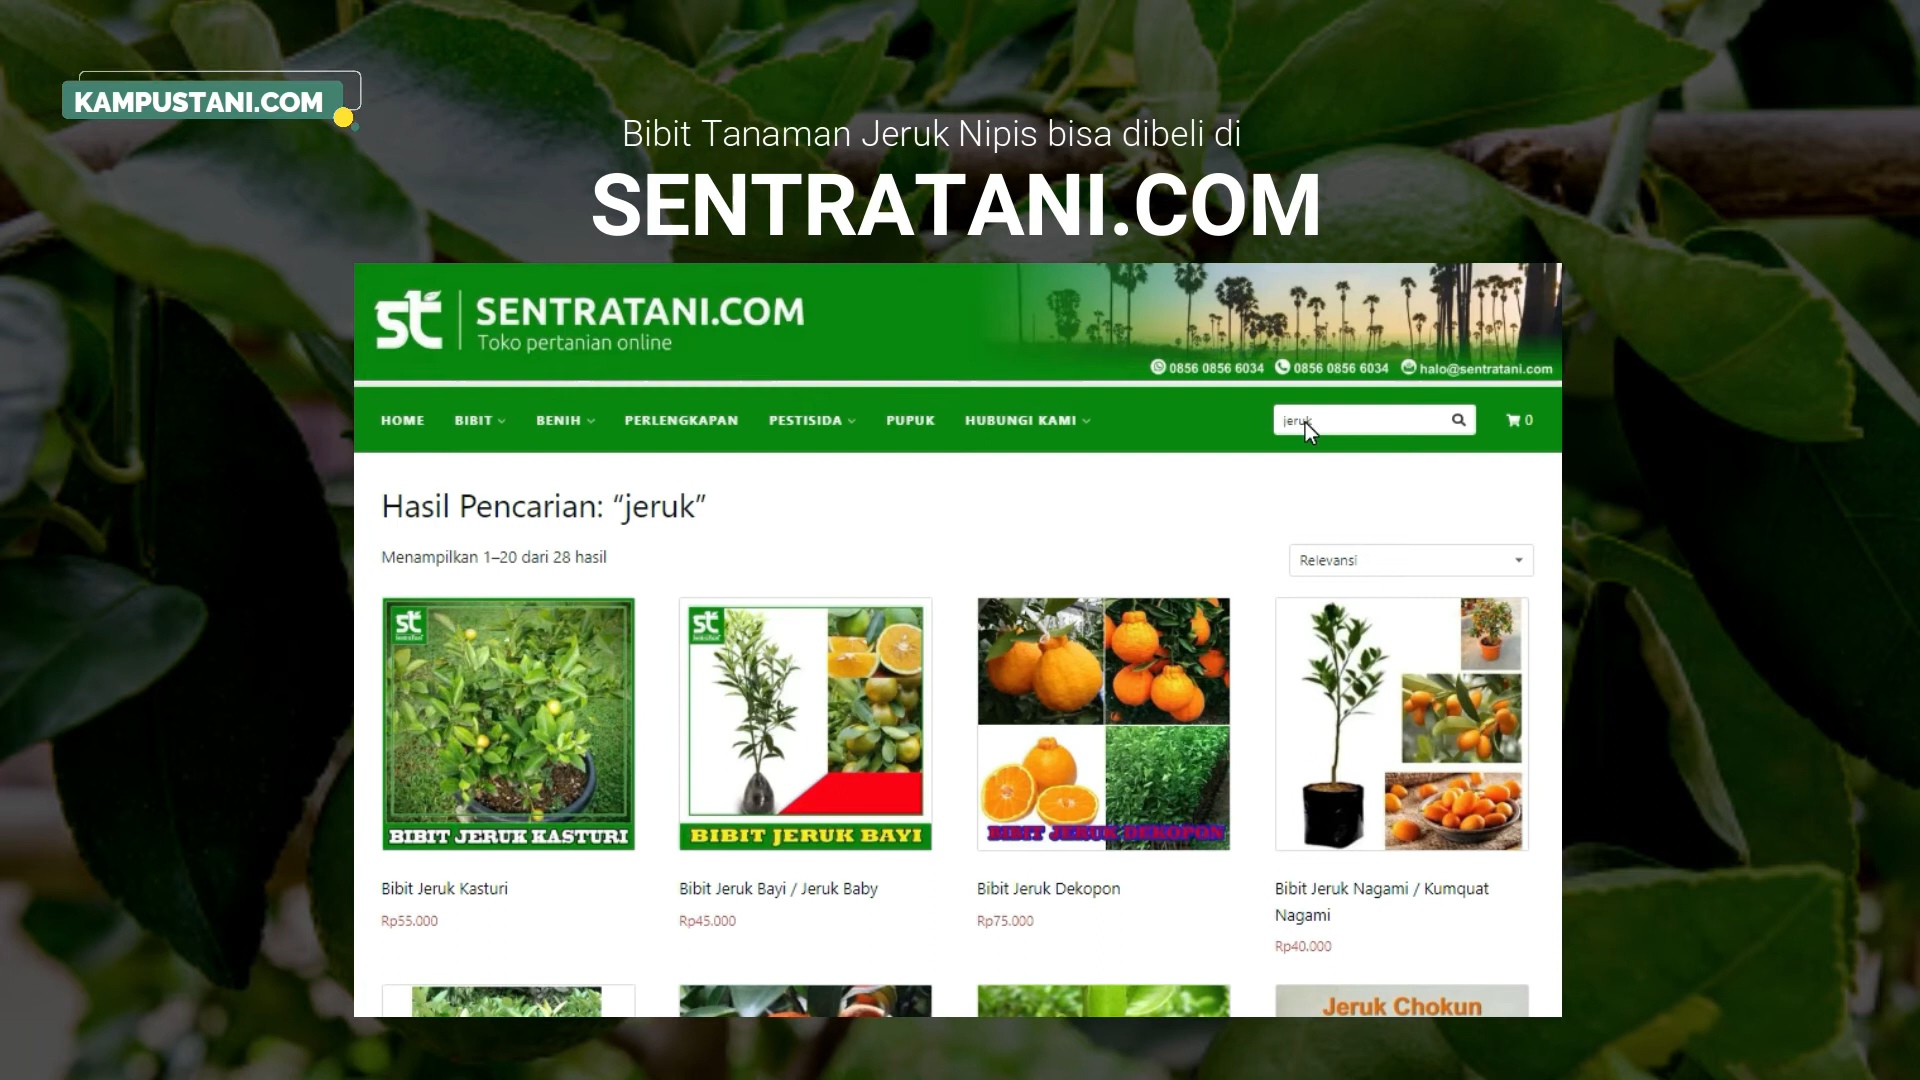 KAMPUSTANI.COM
Bibit Tanaman Jeruk Nipis bisa dibeli di
SENTRATANI.COM
st SENTRATANI.COM
Toko pertanian online
0856 0856 6034 0856 0856 6034 halo@sentratani.com
HOME BIBIT BENIH PERLENGKAPAN PESTISIDA PUPUK HUBUNGI KAMI jeruk 0
Hasil Pencarian: “jeruk”
Menampilkan 1–20 dari 28 hasil
Relevansi
st
st
BIBIT JERUK KASTURI
BIBIT JERUK BAYI
BIBIT JERUK DEKOPON
Bibit Jeruk Kasturi
Rp55.000
Bibit Jeruk Bayi / Jeruk Baby
Rp45.000
Bibit Jeruk Dekopon
Rp75.000
Bibit Jeruk Nagami / Kumquat
Nagami
Rp40.000
Jeruk Chokun